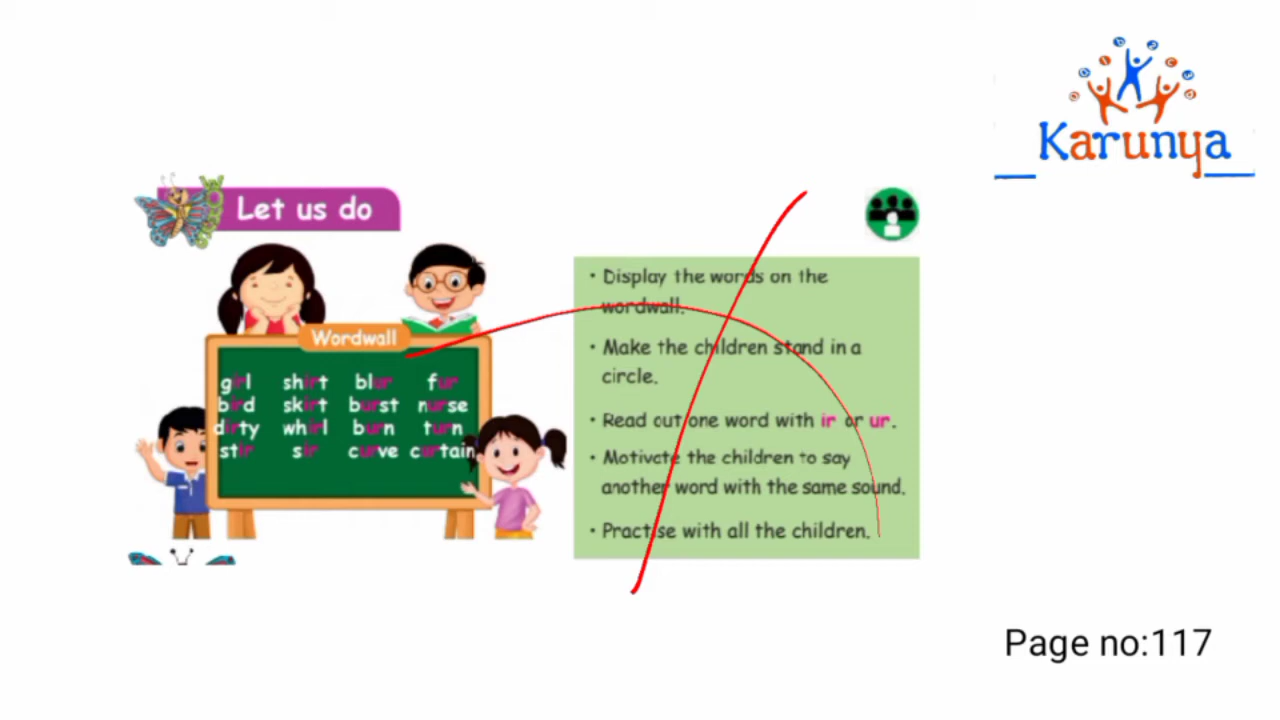 Karunya
Let us do
Wordwall
girl shirt blur fur
bird skirt burst nurse
dirty whirl burn turn
stir sir curve curtain
• Display the words on the
wordwall.
• Make the children stand in a
circle.
• Read out one word with ir or ur.
• Motivate the children to say
another word with the same sound.
• Practise with all the children.
Page no:117